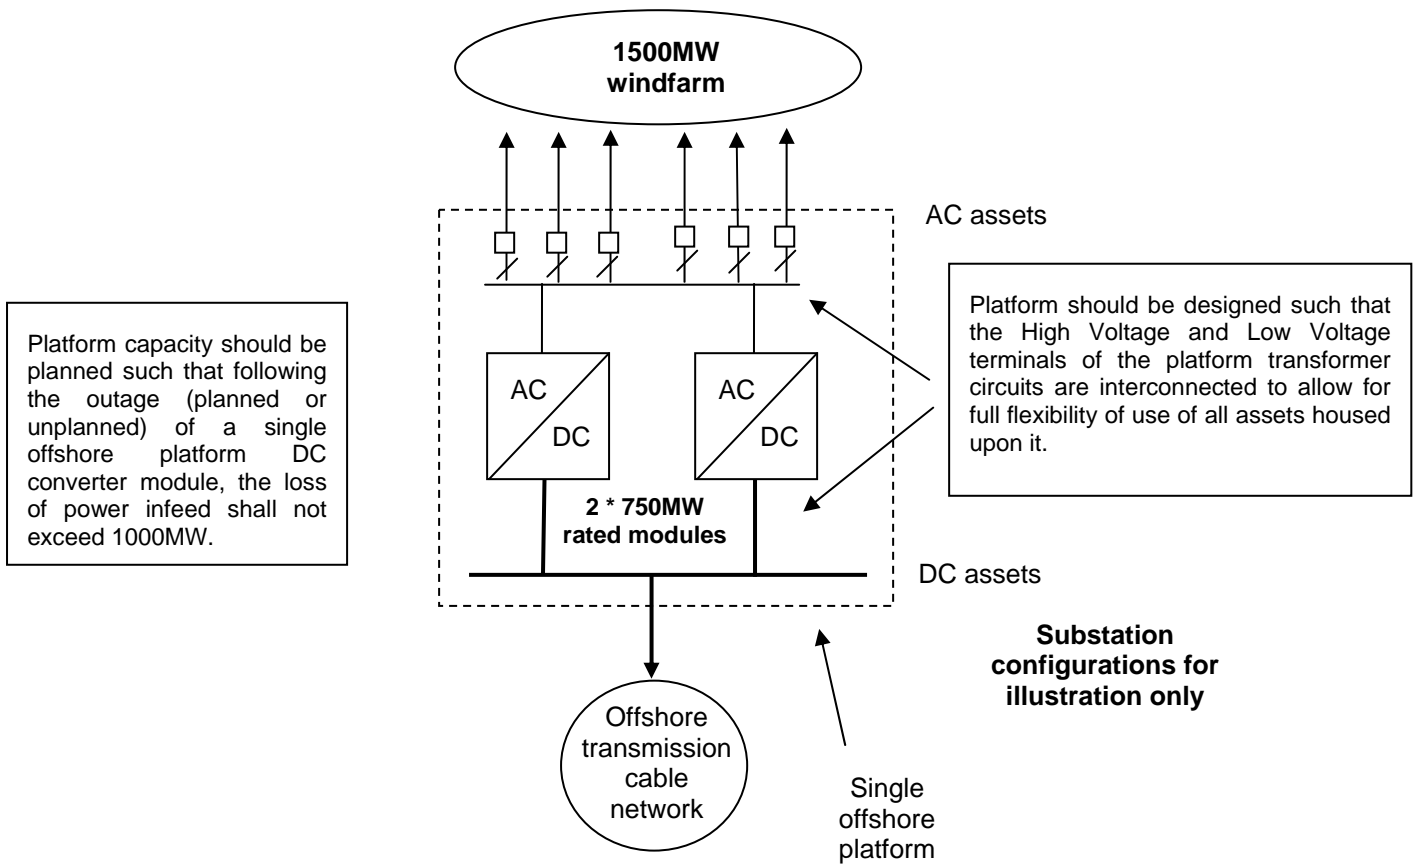 1500MW
windfarm
AC assets
Platform capacity should be
planned such that following
the outage (planned or
unplanned) of a single
offshore platform DC
converter module, the loss
of power infeed shall not
exceed 1000MW.
Platform should be designed such that
the High Voltage and Low Voltage
terminals of the platform transformer
circuits are interconnected to allow for
full flexibility of use of all assets housed
upon it.
AC
DC
AC
DC
2 * 750MW
rated modules
DC assets
Substation
configurations for
illustration only
Offshore
transmission
cable
network
Single
offshore
platform